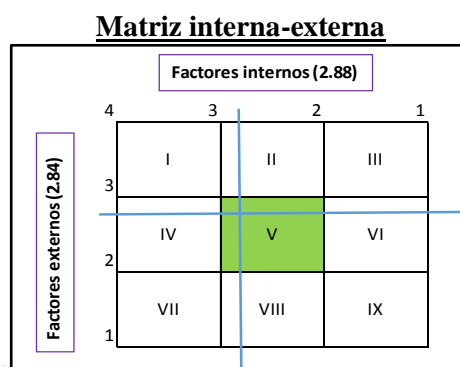 Matriz interna-externa
Factores internos (2.88)
4 3 2 1
I II III
3
Factores externos (2.84)
IV V VI
2
VII VIII IX
1